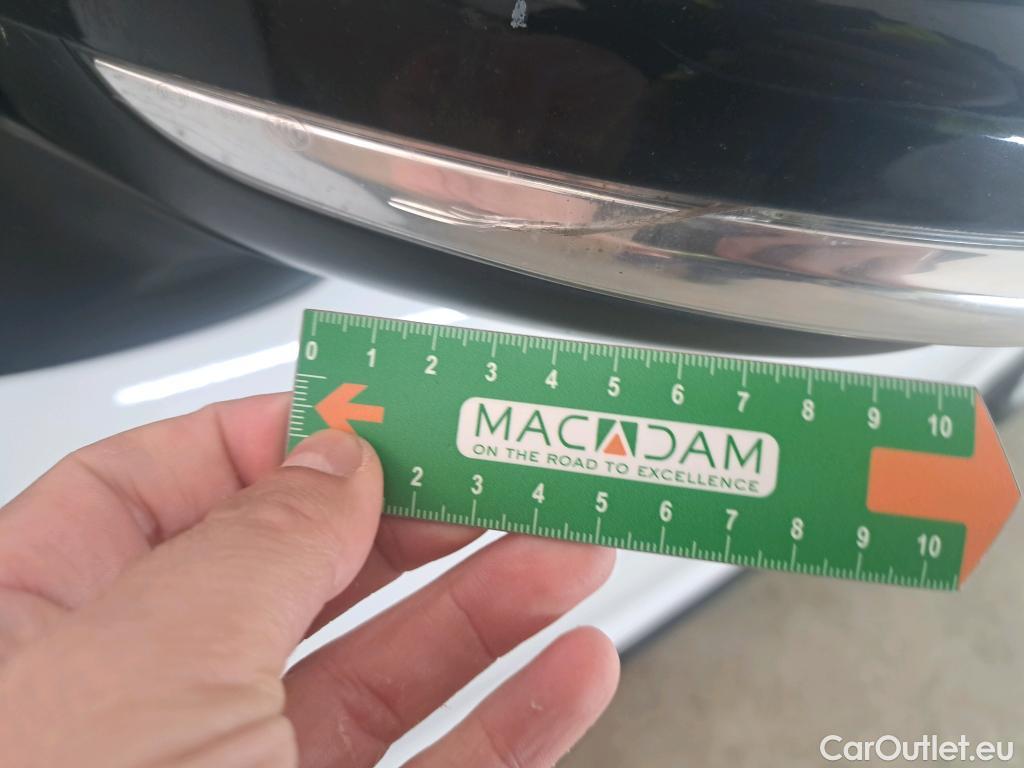 0 1 2 3 4 5 6 7 8 9 10
MACADAM
ON THE ROAD TO EXCELLENCE
2 3 4 5 6 7 8 9 10
CarOutlet.eu